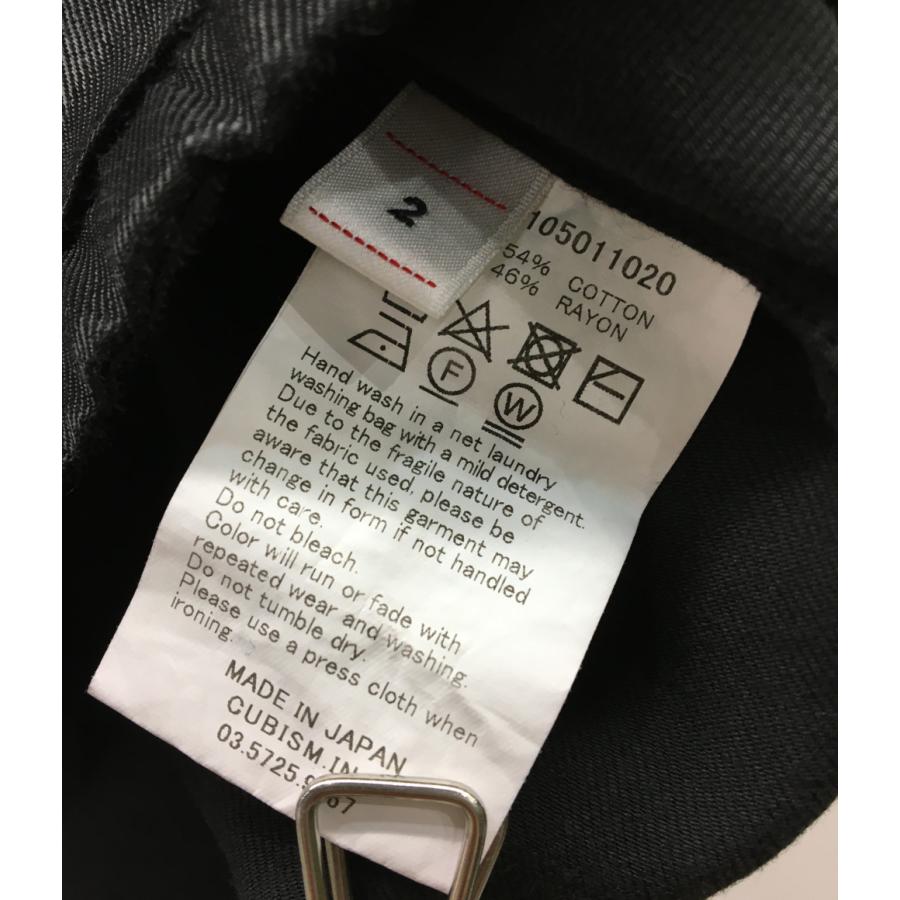 2
105011020
54% COTTON
46% RAYON
F
W
Hand wash in a net laundry
washing bag with a mild detergent.
Due to the fragile nature of
the fabric used, please be
aware that this garment may
change in form if not handled
with care.
Do not bleach.
Color will run or fade with
repeated wear and washing.
Do not tumble dry.
Please use a press cloth when
ironing.
MADE IN JAPAN
CUBISM.IN
03.5725.